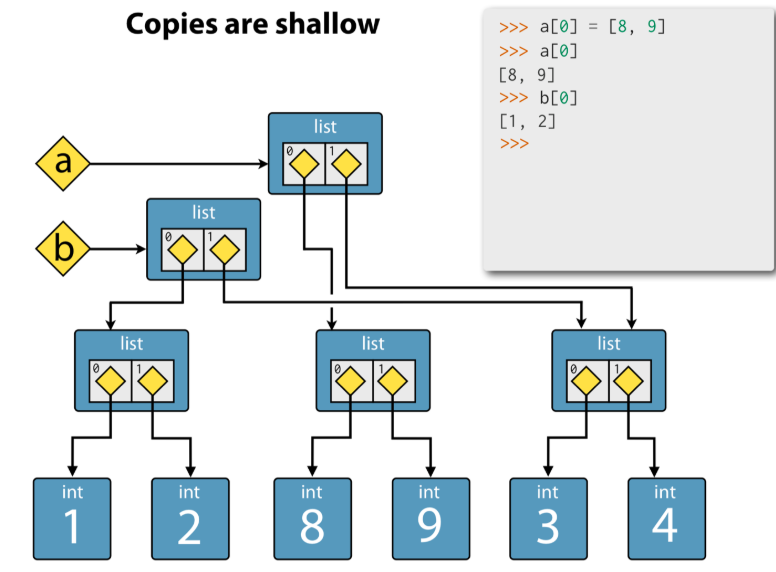 Copies are shallow
>>> a[0] = [8, 9]
>>> a[0]
[8, 9]
>>> b[0]
[1, 2]
>>>
list
0 1
a
list
0 1
b
list list list
0 1 0 1 0 1
int int int int int int
1 2 8 9 3 4